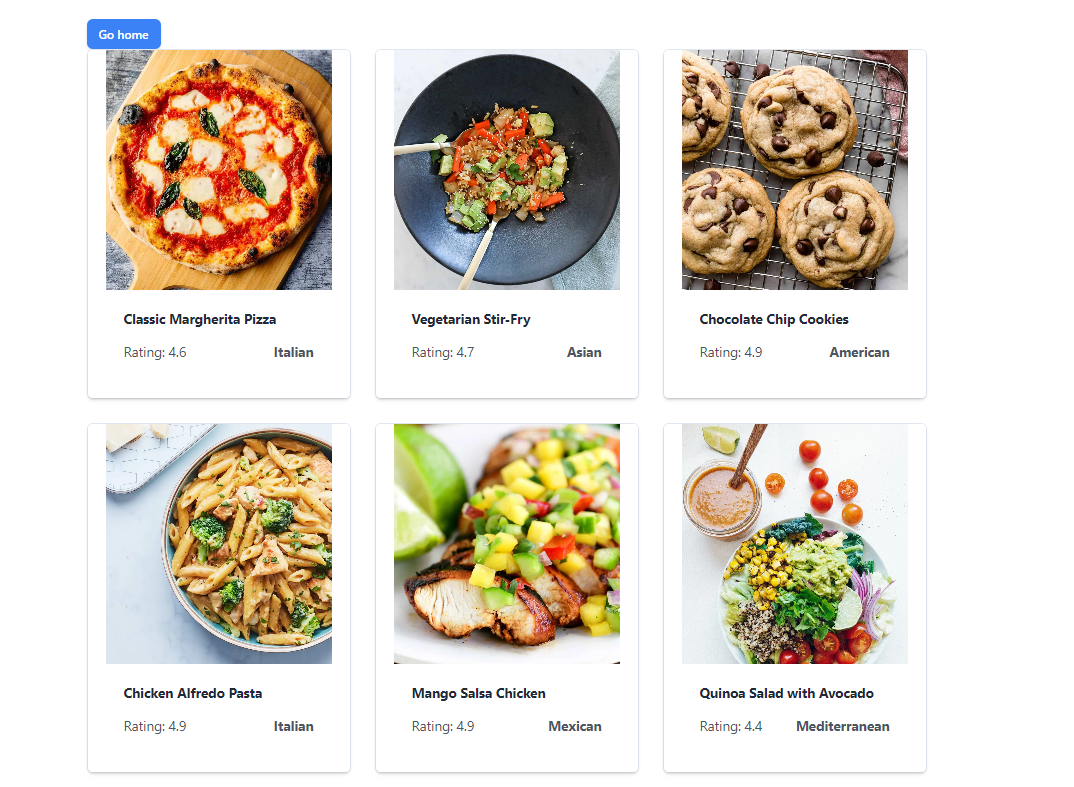 Go home
Classic Margherita Pizza
Rating: 4.6 Italian
Vegetarian Stir-Fry
Rating: 4.7 Asian
Chocolate Chip Cookies
Rating: 4.9 American
Chicken Alfredo Pasta
Rating: 4.9 Italian
Mango Salsa Chicken
Rating: 4.9 Mexican
Quinoa Salad with Avocado
Rating: 4.4 Mediterranean